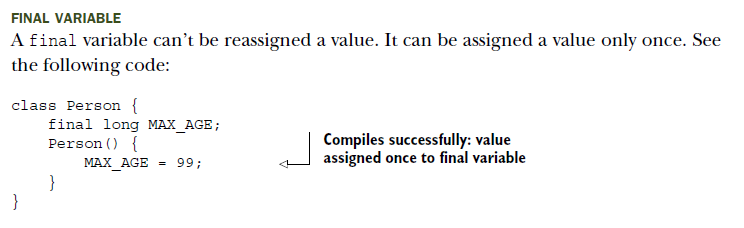 FINAL VARIABLE
A final variable can't be reassigned a value. It can be assigned a value only once. See
the following code:
class Person {
    final long MAX_AGE;
    Person() {
        MAX_AGE = 99;
    }
}
Compiles successfully: value
assigned once to final variable